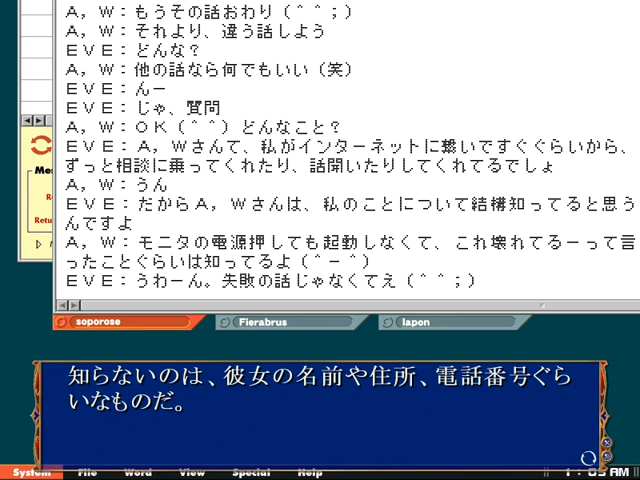 Ａ，Ｗ：もうその話おわり（＾＾；）
Ａ，Ｗ：それより、違う話しよう
ＥＶＥ：どんな？
Ａ，Ｗ：他の話なら何でもいい（笑）
ＥＶＥ：んー
ＥＶＥ：じゃ、質問
Ａ，Ｗ：ＯＫ（＾＾）どんなこと？
ＥＶＥ：Ａ，Ｗさんて、私がインターネットに繋いですぐぐらいから、
ずっと相談に乗ってくれたり、話聞いたりしてくれてるでしょ
Ａ，Ｗ：うん
ＥＶＥ：だからＡ，Ｗさんは、私のことについて結構知ってると思う
んですよ
Ａ，Ｗ：モニタの電源押しても起動しなくて、これ壊れてるーって言
ったことぐらいは知ってるよ（＾－＾）
ＥＶＥ：うわーん。失敗の話じゃなくてえ（＾＾；）
Mes
Re
Retur
soporose
Fierabrus
lapon
知らないのは、彼女の名前や住所、電話番号ぐら
いなものだ。
System File Word View Special Help
1：05 AM